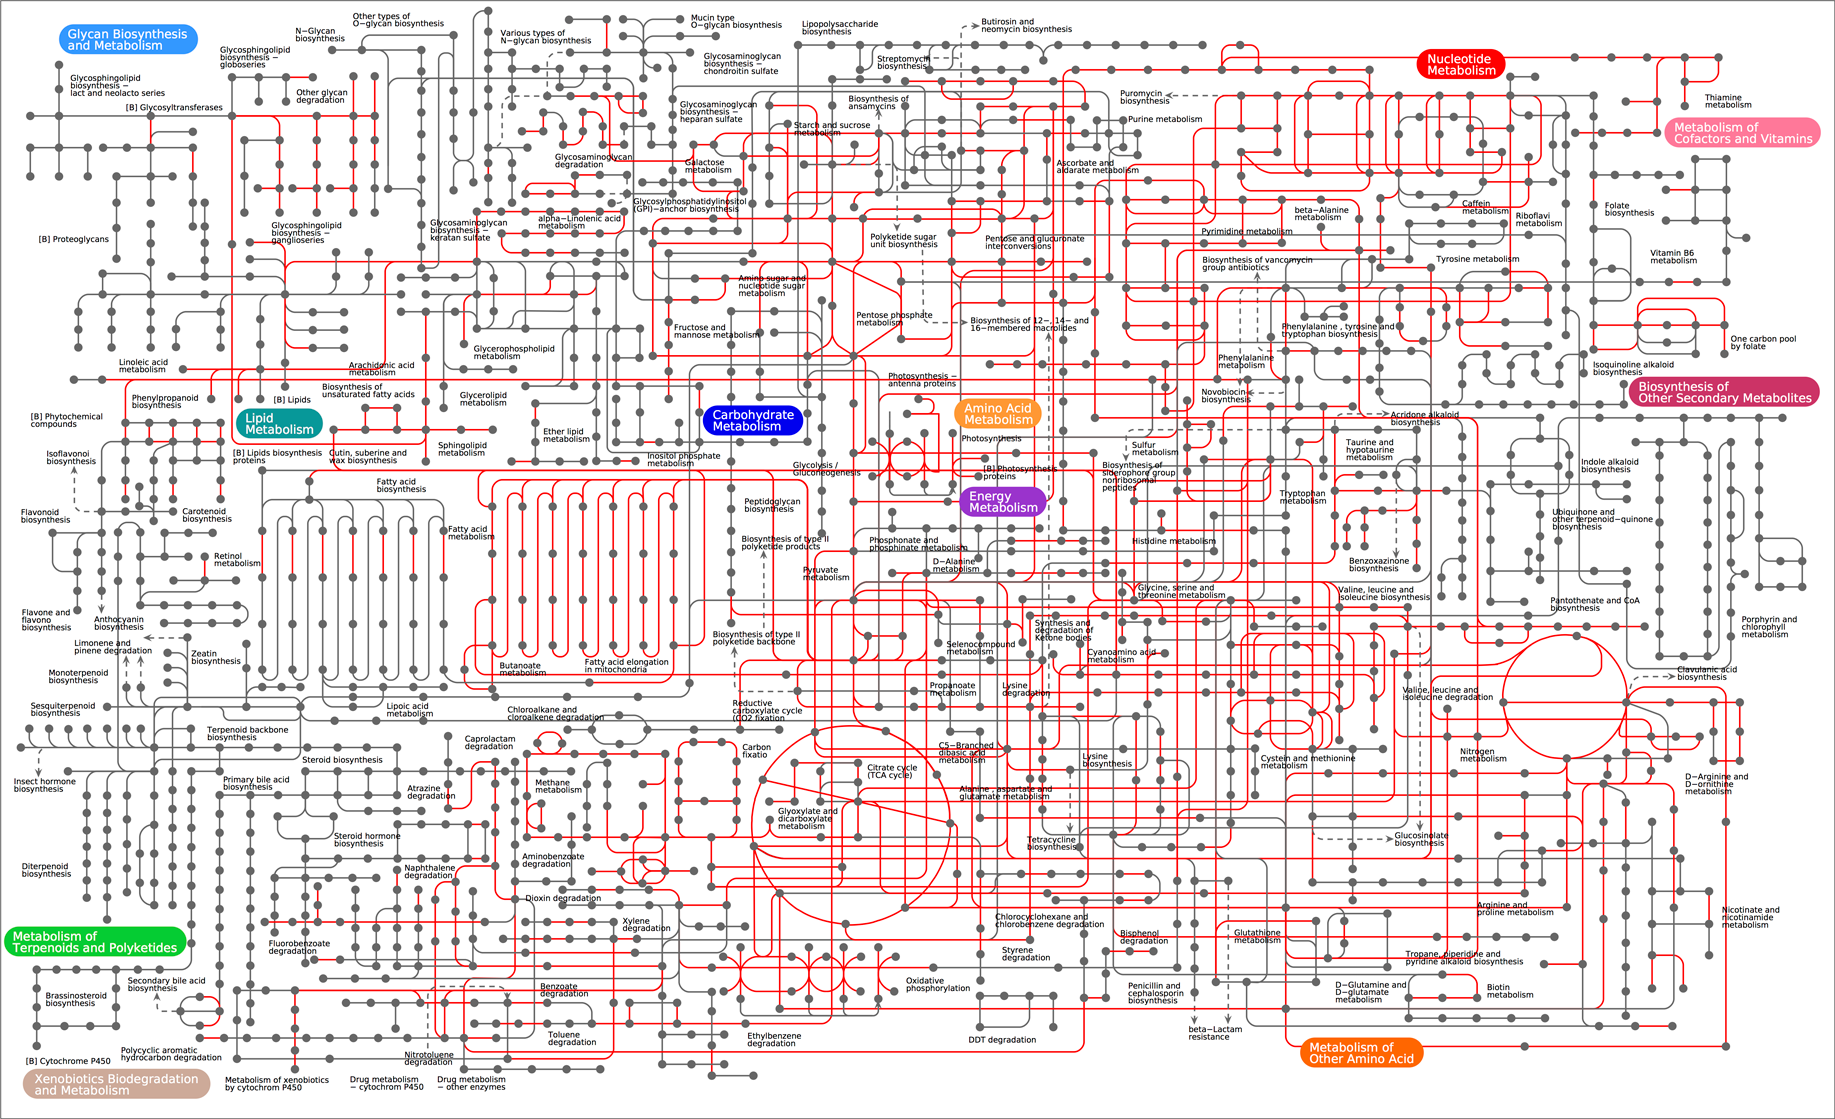 Glycan Biosynthesis
and Metabolism
Glycosphingolipid
biosynthesis −
lact and neolacto series
[B] Glycosyltransferases
Glycosphingolipid
biosynthesis −
globoseries
N−Glycan
biosynthesis
Other types of
O−glycan biosynthesis
Other glycan
degradation
Various types of
N−glycan biosynthesis
Mucin type
O−glycan biosynthesis
Glycosaminoglycan
biosynthesis −
chondroitin sulfate
Glycosaminoglycan
biosynthesis −
heparan sulfate
Lipopolysaccharide
biosynthesis
Streptomycin
biosynthesis
Butirosin and
neomycin biosynthesis
Biosynthesis of
ansamycins
Starch and sucrose
metabolism
Puromycin
biosynthesis
Purine metabolism
Nucleotide
Metabolism
Thiamine
metabolism
Metabolism of
Cofactors and Vitamins
Glycosaminoglycan
degradation
Galactose
metabolism
Ascorbate and
aldarate metabolism
Glycosylphosphatidylinositol
(GPI)−anchor biosynthesis
alpha−Linolenic acid
metabolism
Glycosaminoglycan
biosynthesis −
keratan sulfate
Glycosphingolipid
biosynthesis −
ganglioseries
[B] Proteoglycans
Polyketide sugar
unit biosynthesis
Pentose and glucuronate
interconversions
beta−Alanine
metabolism
Pyrimidine metabolism
Caffein
metabolism
Riboflavi
metabolism
Folate
biosynthesis
Vitamin B6
metabolism
Tyrosine metabolism
Biosynthesis of vancomycin
group antibiotics
Amino sugar and
nucleotide sugar
metabolism
Pentose phosphate
metabolism
Biosynthesis of 12−, 14− and
16−membered macrolides
Fructose and
mannose metabolism
Phenylalanine , tyrosine and
tryptophan biosynthesis
Phenylalanine
metabolism
One carbon pool
by folate
Isoquinoline alkaloid
biosynthesis
Linoleic acid
metabolism
Arachidonic acid
metabolism
Glycerophospholipid
metabolism
Biosynthesis of
unsaturated fatty acids
Glycerolipid
metabolism
Photosynthesis −
antenna proteins
Novobiocin
biosynthesis
Biosynthesis of
Other Secondary Metabolites
Phenylpropanoid
biosynthesis
[B] Lipids
[B] Phytochemical
compounds
Lipid
Metabolism
Carbohydrate
Metabolism
Amino Acid
Metabolism
Acridone alkaloid
biosynthesis
Ether lipid
metabolism
Sphingolipid
metabolism
Inositol phosphate
metabolism
Photosynthesis
Sulfur
metabolism
Taurine and
hypotaurine
metabolism
Isoflavonoi
biosynthesis
[B] Lipids biosynthesis
proteins
Cutin, suberine and
wax biosynthesis
Glycolysis /
Gluconeogenesis
[B] Photosynthesis
proteins
Biosynthesis of
siderophore group
nonribosomal
peptides
Indole alkaloid
biosynthesis
Fatty acid
biosynthesis
Energy
Metabolism
Tryptophan
metabolism
Peptidoglycan
biosynthesis
Flavonoid
biosynthesis
Carotenoid
biosynthesis
Fatty acid
metabolism
Ubiquinone and
other terpenoid−quinone
biosynthesis
Biosynthesis of type II
polyketide products
Phosphonate and
phosphinate metabolism
Histidine metabolism
Retinol
metabolism
Pyruvate
metabolism
D−Alanine
metabolism
Benzoxazinone
biosynthesis
Glycine, serine and
threonine metabolism
Valine, leucine and
isoleucine biosynthesis
Pantothenate and CoA
biosynthesis
Flavone and
flavono
biosynthesis
Anthocyanin
biosynthesis
Porphyrin and
chlorophyll
metabolism
Limonene and
pinene degradation
Biosynthesis of type II
polyketide backbone
Synthesis and
degradation of
Ketone bodies
Selenocompound
metabolism
Cyanoamino acid
metabolism
Zeatin
biosynthesis
Butanoate
metabolism
Fatty acid elongation
in mitochondria
Monoterpenoid
biosynthesis
Clavulanic acid
biosynthesis
Propanoate
metabolism
Lysine
degradation
Valine, leucine and
isoleucine degradation
Sesquiterpenoid
biosynthesis
Lipoic acid
metabolism
Chloroalkane and
cloroalkene degradation
Reductive
carboxylate cycle
(CO2 fixation
Terpenoid backbone
biosynthesis
Caprolactam
degradation
Carbon
fixatio
C5−Branched
dibasic acid
metabolism
Lysine
biosynthesis
Cystein and methionine
metabolism
Nitrogen
metabolism
Steroid biosynthesis
Insect hormone
biosynthesis
Primary bile acid
biosynthesis
Atrazine
degradation
Methane
metabolism
Citrate cycle
(TCA cycle)
Alanine , aspartate and
glutamate metabolism
D−Arginine and
D−ornithine
metabolism
Glyoxylate and
dicarboxylate
metabolism
Steroid hormone
biosynthesis
Tetracycline
biosynthesis
Glucosinolate
biosynthesis
Diterpenoid
biosynthesis
Naphthalene
degradation
Aminobenzoate
degradation
Dioxin degradation
Arginine and
proline metabolism
Nicotinate and
nicotinamide
metabolism
Chlorocyclohexane and
chlorobenzene degradation
Xylene
degradation
Bisphenol
degradation
Glutathione
metabolism
Metabolism of
Terpenoids and Polyketides
Fluorobenzoate
degradation
Styrene
degradation
Tropane, piperidine and
pyridine alkaloid biosynthesis
Secondary bile acid
biosynthesis
Brassinosteroid
biosynthesis
Benzoate
degradation
Oxidative
phosphorylation
Penicillin and
cephalosporin
biosynthesis
D−Glutamine and
D−glutamate
metabolism
Biotin
metabolism
[B] Cytochrome P450
Polycyclic aromatic
hydrocarbon degradation
Nitrotoluene
degradation
Toluene
degradation
Ethylbenzene
degradation
DDT degradation
beta−Lactam
resistance
Metabolism of
Other Amino Acid
Xenobiotics Biodegradation
and Metabolism
Metabolism of xenobiotics
by cytochrom P450
Drug metabolism
− cytochrom P450
Drug metabolism
− other enzymes